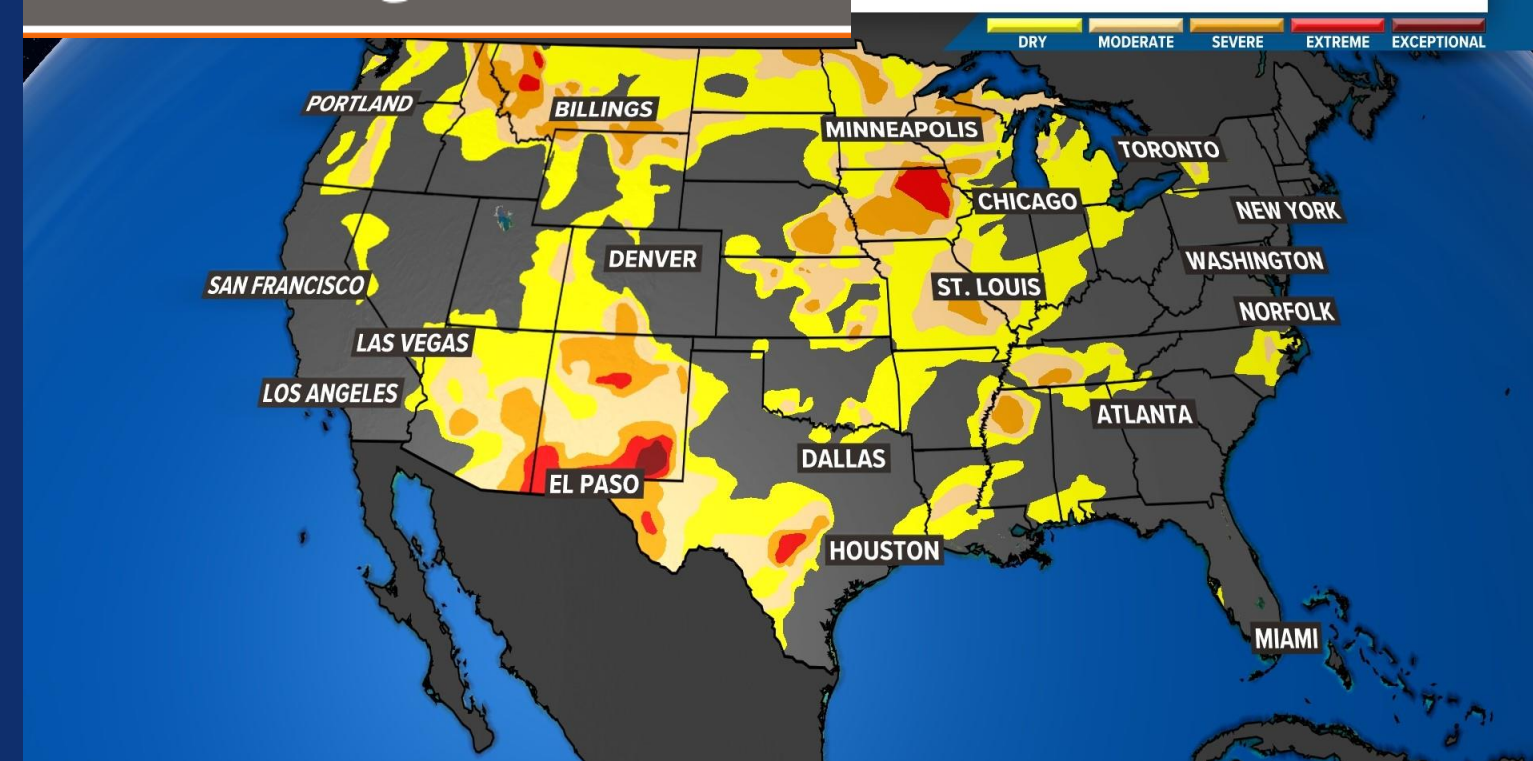 DRY MODERATE SEVERE EXTREME EXCEPTIONAL
PORTLAND
BILLINGS
MINNEAPOLIS
TORONTO
CHICAGO
NEW YORK
DENVER
WASHINGTON
SAN FRANCISCO
ST. LOUIS
NORFOLK
LAS VEGAS
LOS ANGELES
ATLANTA
DALLAS
EL PASO
HOUSTON
MIAMI